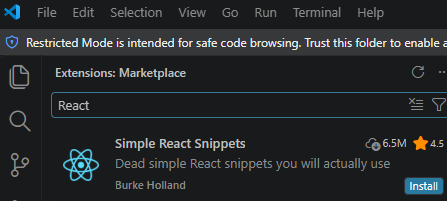 File Edit Selection View Go Run Terminal Help
Restricted Mode is intended for safe code browsing. Trust this folder to enable a
Extensions: Marketplace
React
Simple React Snippets 6.5M 4.5
Dead simple React snippets you will actually use
Burke Holland Install